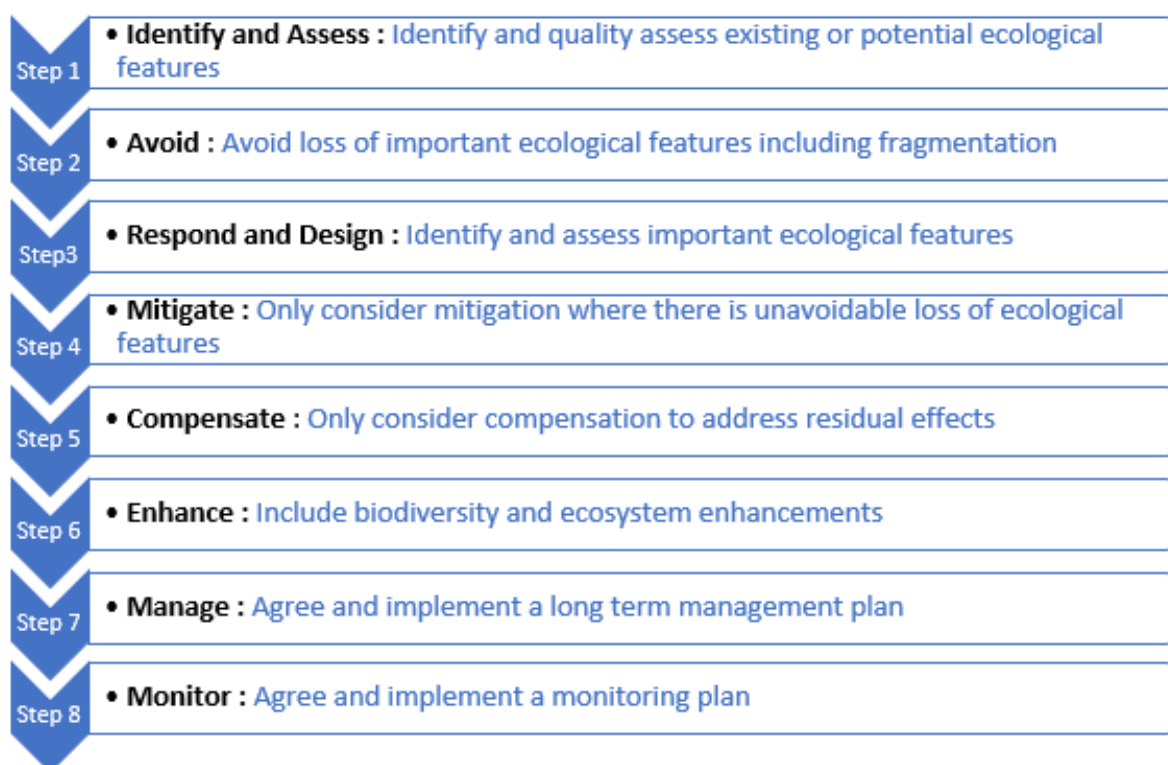 Step 1
• Identify and Assess : Identify and quality assess existing or potential ecological
features
Step 2
• Avoid : Avoid loss of important ecological features including fragmentation
Step3
• Respond and Design : Identify and assess important ecological features
Step 4
• Mitigate : Only consider mitigation where there is unavoidable loss of ecological
features
Step 5
• Compensate : Only consider compensation to address residual effects
Step 6
• Enhance : Include biodiversity and ecosystem enhancements
Step 7
• Manage : Agree and implement a long term management plan
Step 8
• Monitor : Agree and implement a monitoring plan